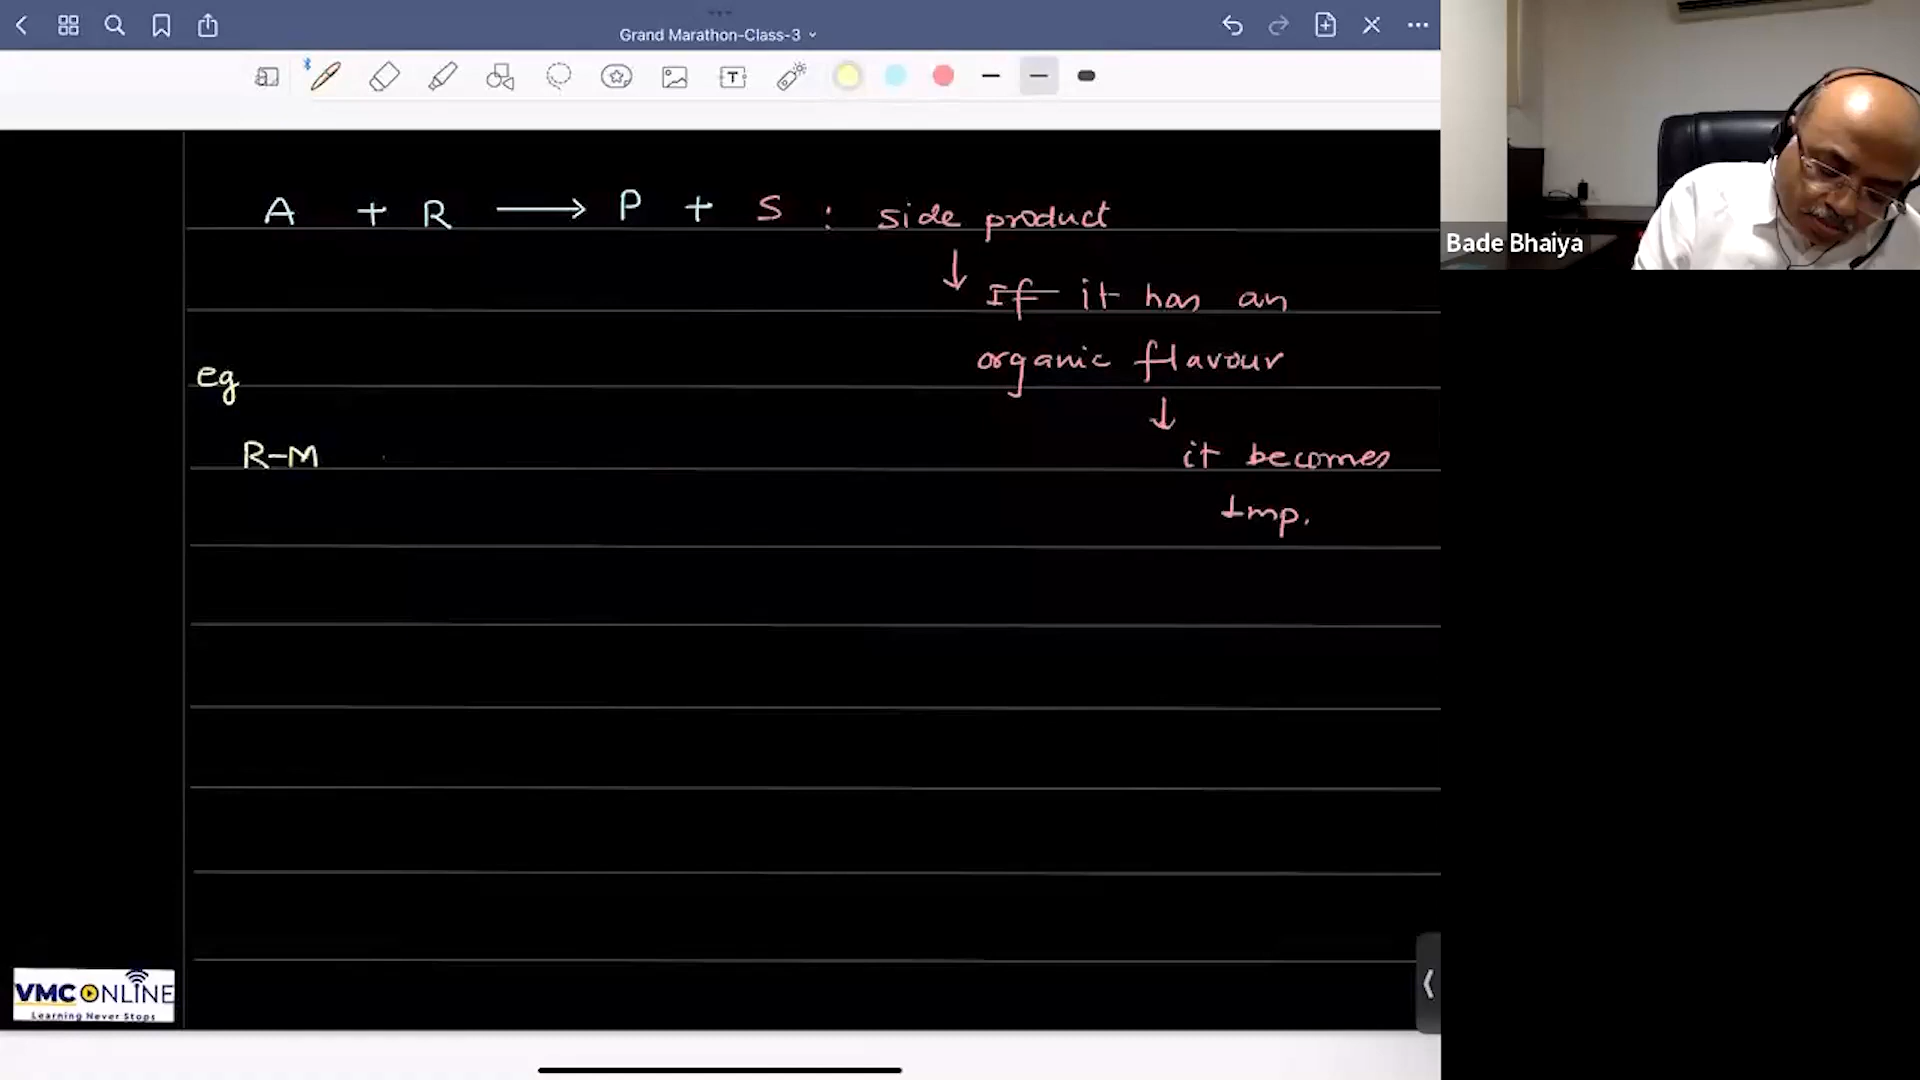 Grand Marathon-Class-3
A + R → P + S : side product
↓ If it has an
organic flavour
↓
eg
it becomes
Imp.
R-M
Bade Bhaiya
VMC ONLINE
Learning Never Stops